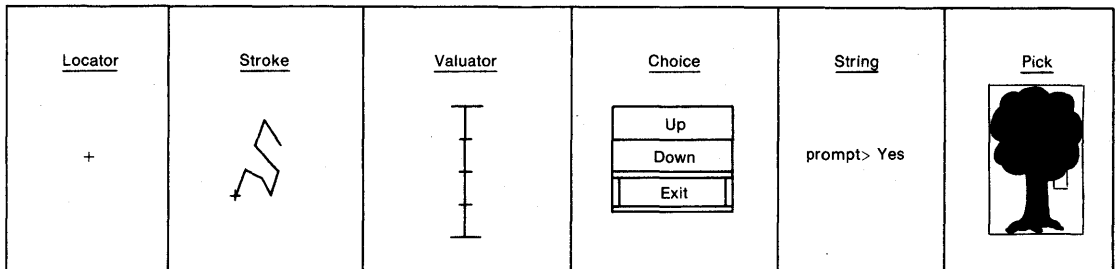 Locator
Stroke
Valuator
Choice
String
Pick
Up
Down
Exit
prompt> Yes